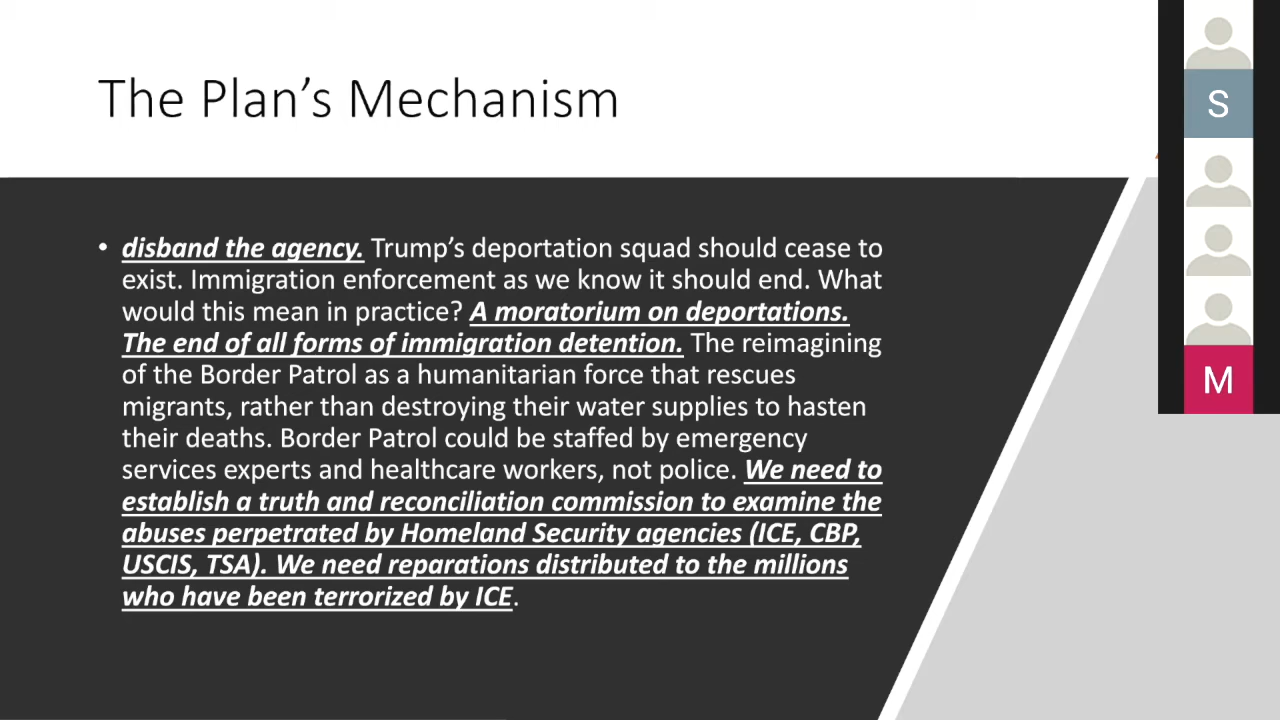 The Plan’s Mechanism
• disband the agency. Trump’s deportation squad should cease to
exist. Immigration enforcement as we know it should end. What
would this mean in practice? A moratorium on deportations.
The end of all forms of immigration detention. The reimagining
of the Border Patrol as a humanitarian force that rescues
migrants, rather than destroying their water supplies to hasten
their deaths. Border Patrol could be staffed by emergency
services experts and healthcare workers, not police. We need to
establish a truth and reconciliation commission to examine the
abuses perpetrated by Homeland Security agencies (ICE, CBP,
USCIS, TSA). We need reparations distributed to the millions
who have been terrorized by ICE.
S
M